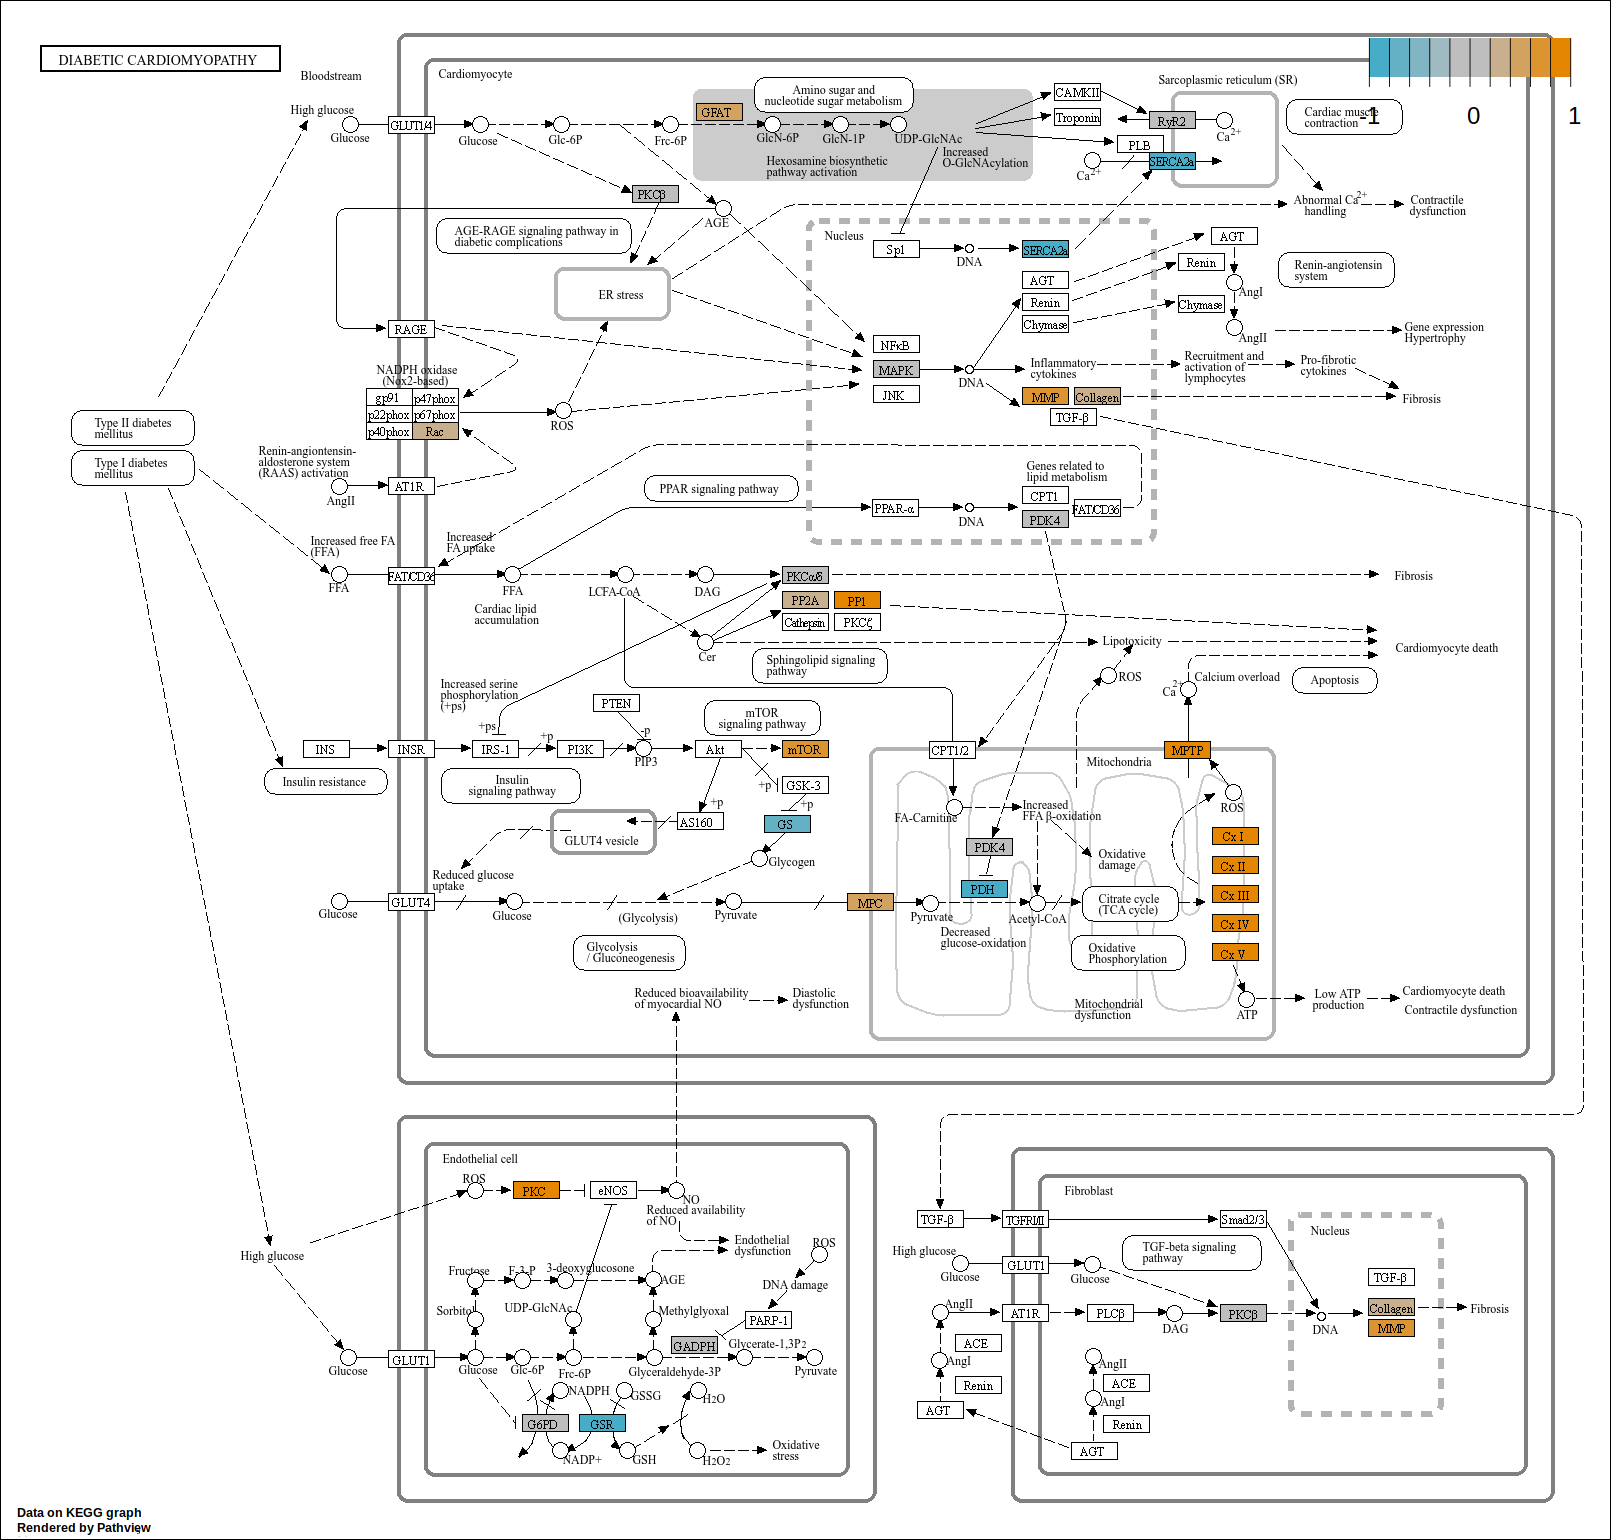 DIABETIC CARDIOMYOPATHY
Bloodstream
Cardiomyocyte
Sarcoplasmic reticulum (SR)
-1
0
1
High glucose
Glucose
GLUT1/4
Glucose
Glc-6P
Frc-6P
GFAT
Amino sugar and
nucleotide sugar metabolism
GlcN-6P
GlcN-1P
UDP-GlcNAc
Hexosamine biosynthetic
pathway activation
Increased
O-GlcNAcylation
CAMKII
Troponin
PLB
RyR2
SERCA2a
Ca2+
Ca2+
Cardiac muscle
contraction
PKCβ
AGE
AGE-RAGE signaling pathway in
diabetic complications
ER stress
Abnormal Ca2+
handling
Contractile
dysfunction
Nucleus
Sp1
DNA
SERCA2a
AGT
Renin
Chymase
AGT
Renin
Chymase
AngI
AngII
Renin-angiotensin
system
Gene expression
Hypertrophy
RAGE
NFκB
MAPK
JNK
DNA
Inflammatory
cytokines
Recruitment and
activation of
lymphocytes
Pro-fibrotic
cytokines
MMP
Collagen
TGF-β
Fibrosis
NADPH oxidase
(Nox2-based)
gp91
p47phox
p22phox
p67phox
p40phox
Rac
ROS
Type II diabetes
mellitus
Type I diabetes
mellitus
Renin-angiontensin-
aldosterone system
(RAAS) activation
AngII
AT1R
PPAR signaling pathway
PPAR-α
DNA
Genes related to
lipid metabolism
CPT1
PDK4
FAT/CD36
Increased free FA
(FFA)
FFA
FAT/CD36
Increased
FA uptake
FFA
Cardiac lipid
accumulation
LCFA-CoA
DAG
PKCα/δ
Fibrosis
PP2A
PP1
Cathepsin
PKCζ
Cer
Sphingolipid signaling
pathway
Lipotoxicity
ROS
Cardiomyocyte death
Apoptosis
Ca2+
Calcium overload
Increased serine
phosphorylation
(+ps)
+ps
PTEN
mTOR
signaling pathway
INS
INSR
IRS-1
+p
PI3K
-p
PIP3
Akt
mTOR
Insulin resistance
Insulin
signaling pathway
+p
GSK-3
+p
+p
AS160
GS
Glycogen
GLUT4 vesicle
Reduced glucose
uptake
CPT1/2
MPTP
Mitochondria
FA-Carnitine
Increased
FFA β-oxidation
Oxidative
damage
PDK4
PDH
ROS
Cx I
Cx II
Cx III
Cx IV
Cx V
Glucose
GLUT4
Glucose
(Glycolysis)
Pyruvate
MPC
Pyruvate
Acetyl-CoA
Citrate cycle
(TCA cycle)
Decreased
glucose-oxidation
Oxidative
Phosphorylation
Glycolysis
/ Gluconeogenesis
Reduced bioavailability
of myocardial NO
Diastolic
dysfunction
Mitochondrial
dysfunction
ATP
Low ATP
production
Cardiomyocyte death
Contractile dysfunction
Endothelial cell
ROS
PKC
eNOS
NO
Reduced availability
of NO
Endothelial
dysfunction
ROS
DNA damage
PARP-1
High glucose
Fructose
F-3-P
3-deoxyglucosone
AGE
Sorbitol
UDP-GlcNAc
Methylglyoxal
GADPH
Glycerate-1,3P2
Glucose
GLUT1
Glucose
Glc-6P
Frc-6P
Glyceraldehyde-3P
Pyruvate
NADPH
GSSG
H2O
G6PD
GSR
NADP+
GSH
H2O2
Oxidative
stress
Fibroblast
TGF-β
TGFRI/II
Smad2/3
Nucleus
High glucose
Glucose
GLUT1
Glucose
TGF-beta signaling
pathway
TGF-β
Collagen
MMP
Fibrosis
AngII
AT1R
PLCβ
DAG
PKCβ
DNA
ACE
AngI
Renin
AGT
AngII
ACE
AngI
Renin
AGT
Data on KEGG graph
Rendered by Pathview